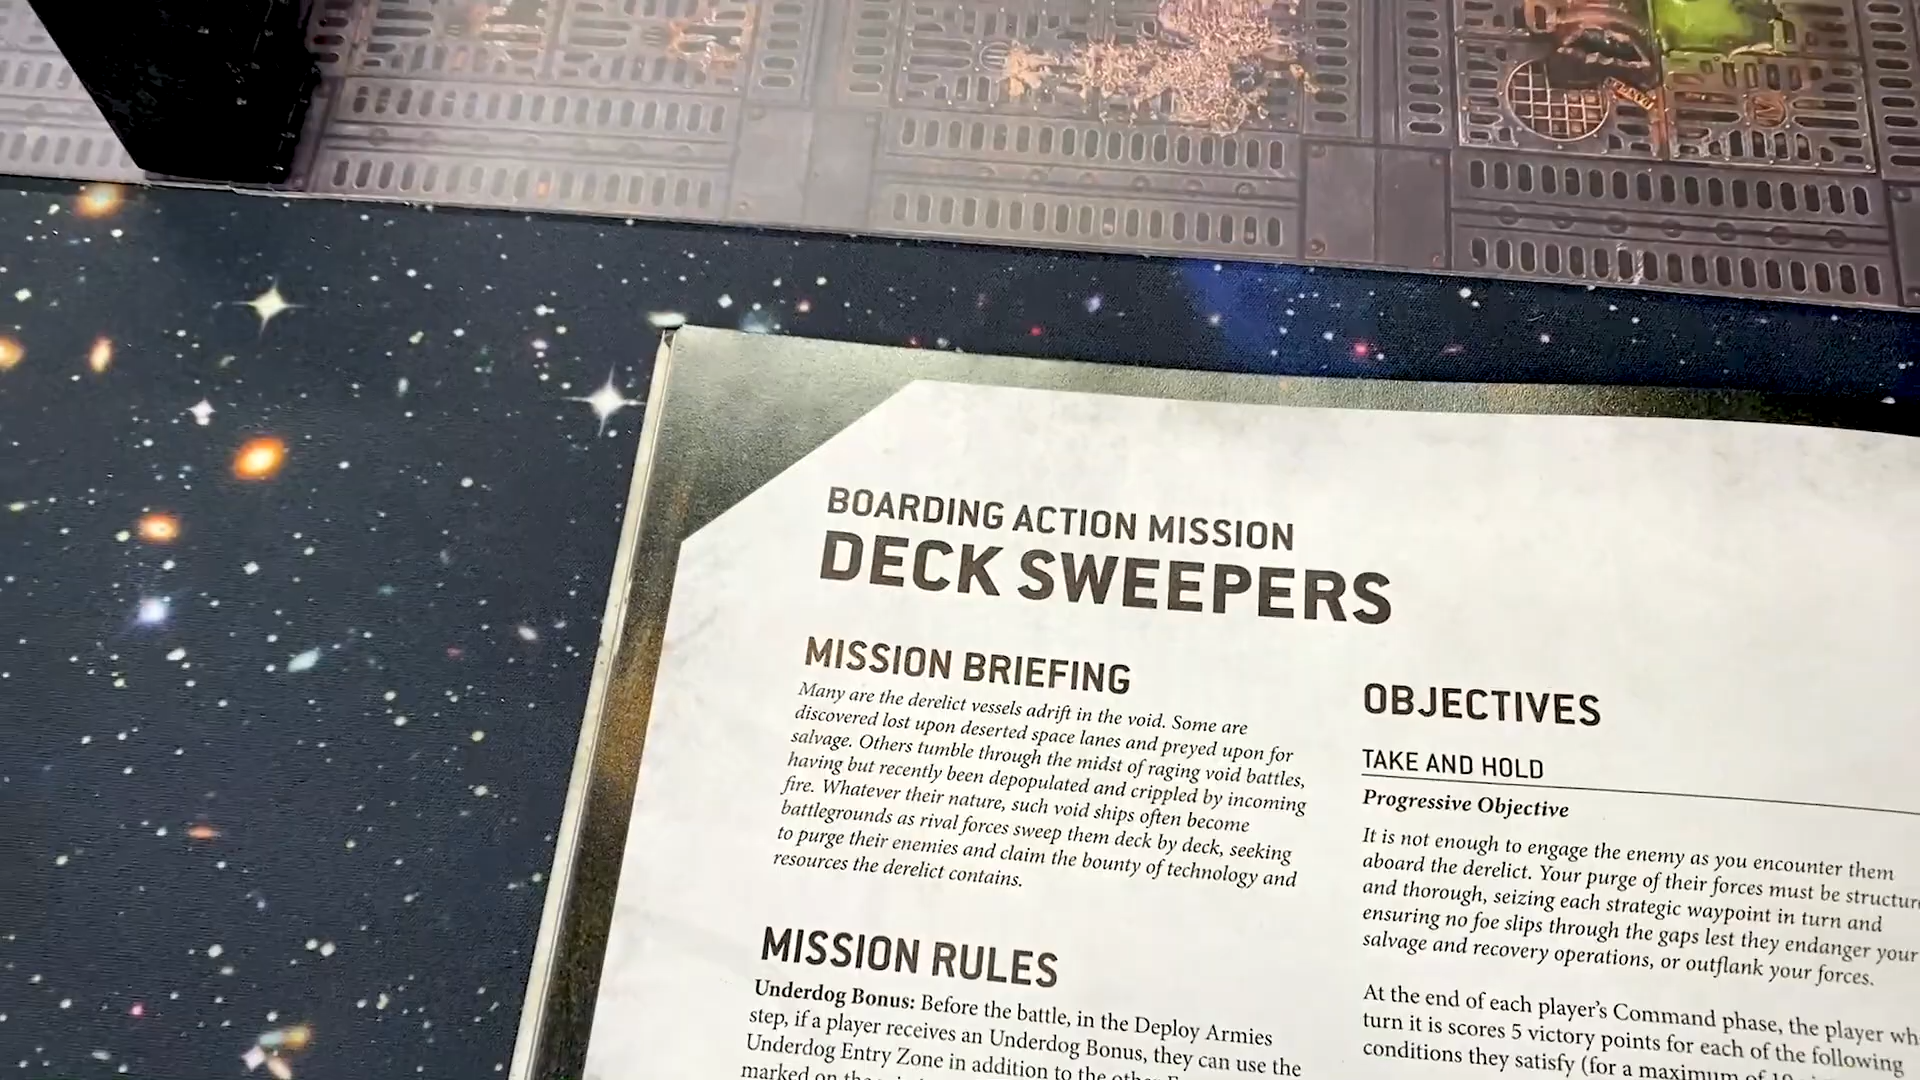 BOARDING ACTION MISSION
DECK SWEEPERS
MISSION BRIEFING
Many are the derelict vessels adrift in the void. Some are
discovered lost upon deserted space lanes and preyed upon for
salvage. Others tumble through the midst of raging void battles,
having but recently been depopulated and crippled by incoming
fire. Whatever their nature, such void ships often become
battlegrounds as rival forces sweep them deck by deck, seeking
to purge their enemies and claim the bounty of technology and
resources the derelict contains.
MISSION RULES
Underdog Bonus: Before the battle, in the Deploy Armies
step, if a player receives an Underdog Bonus, they can use the
Underdog Entry Zone in addition to the other
marked on the
OBJECTIVES
TAKE AND HOLD
Progressive Objective
It is not enough to engage the enemy as you encounter them
aboard the derelict. Your purge of their forces must be
and thorough, seizing each strategic waypoint in turn and
ensuring no foe slips through the gaps lest they endanger your
salvage and recovery operations, or outflank your forces.
At the end of each player's Command phase, the player
turn it is scores 5 victory points for each of the following
conditions they satisfy (for a maximum of